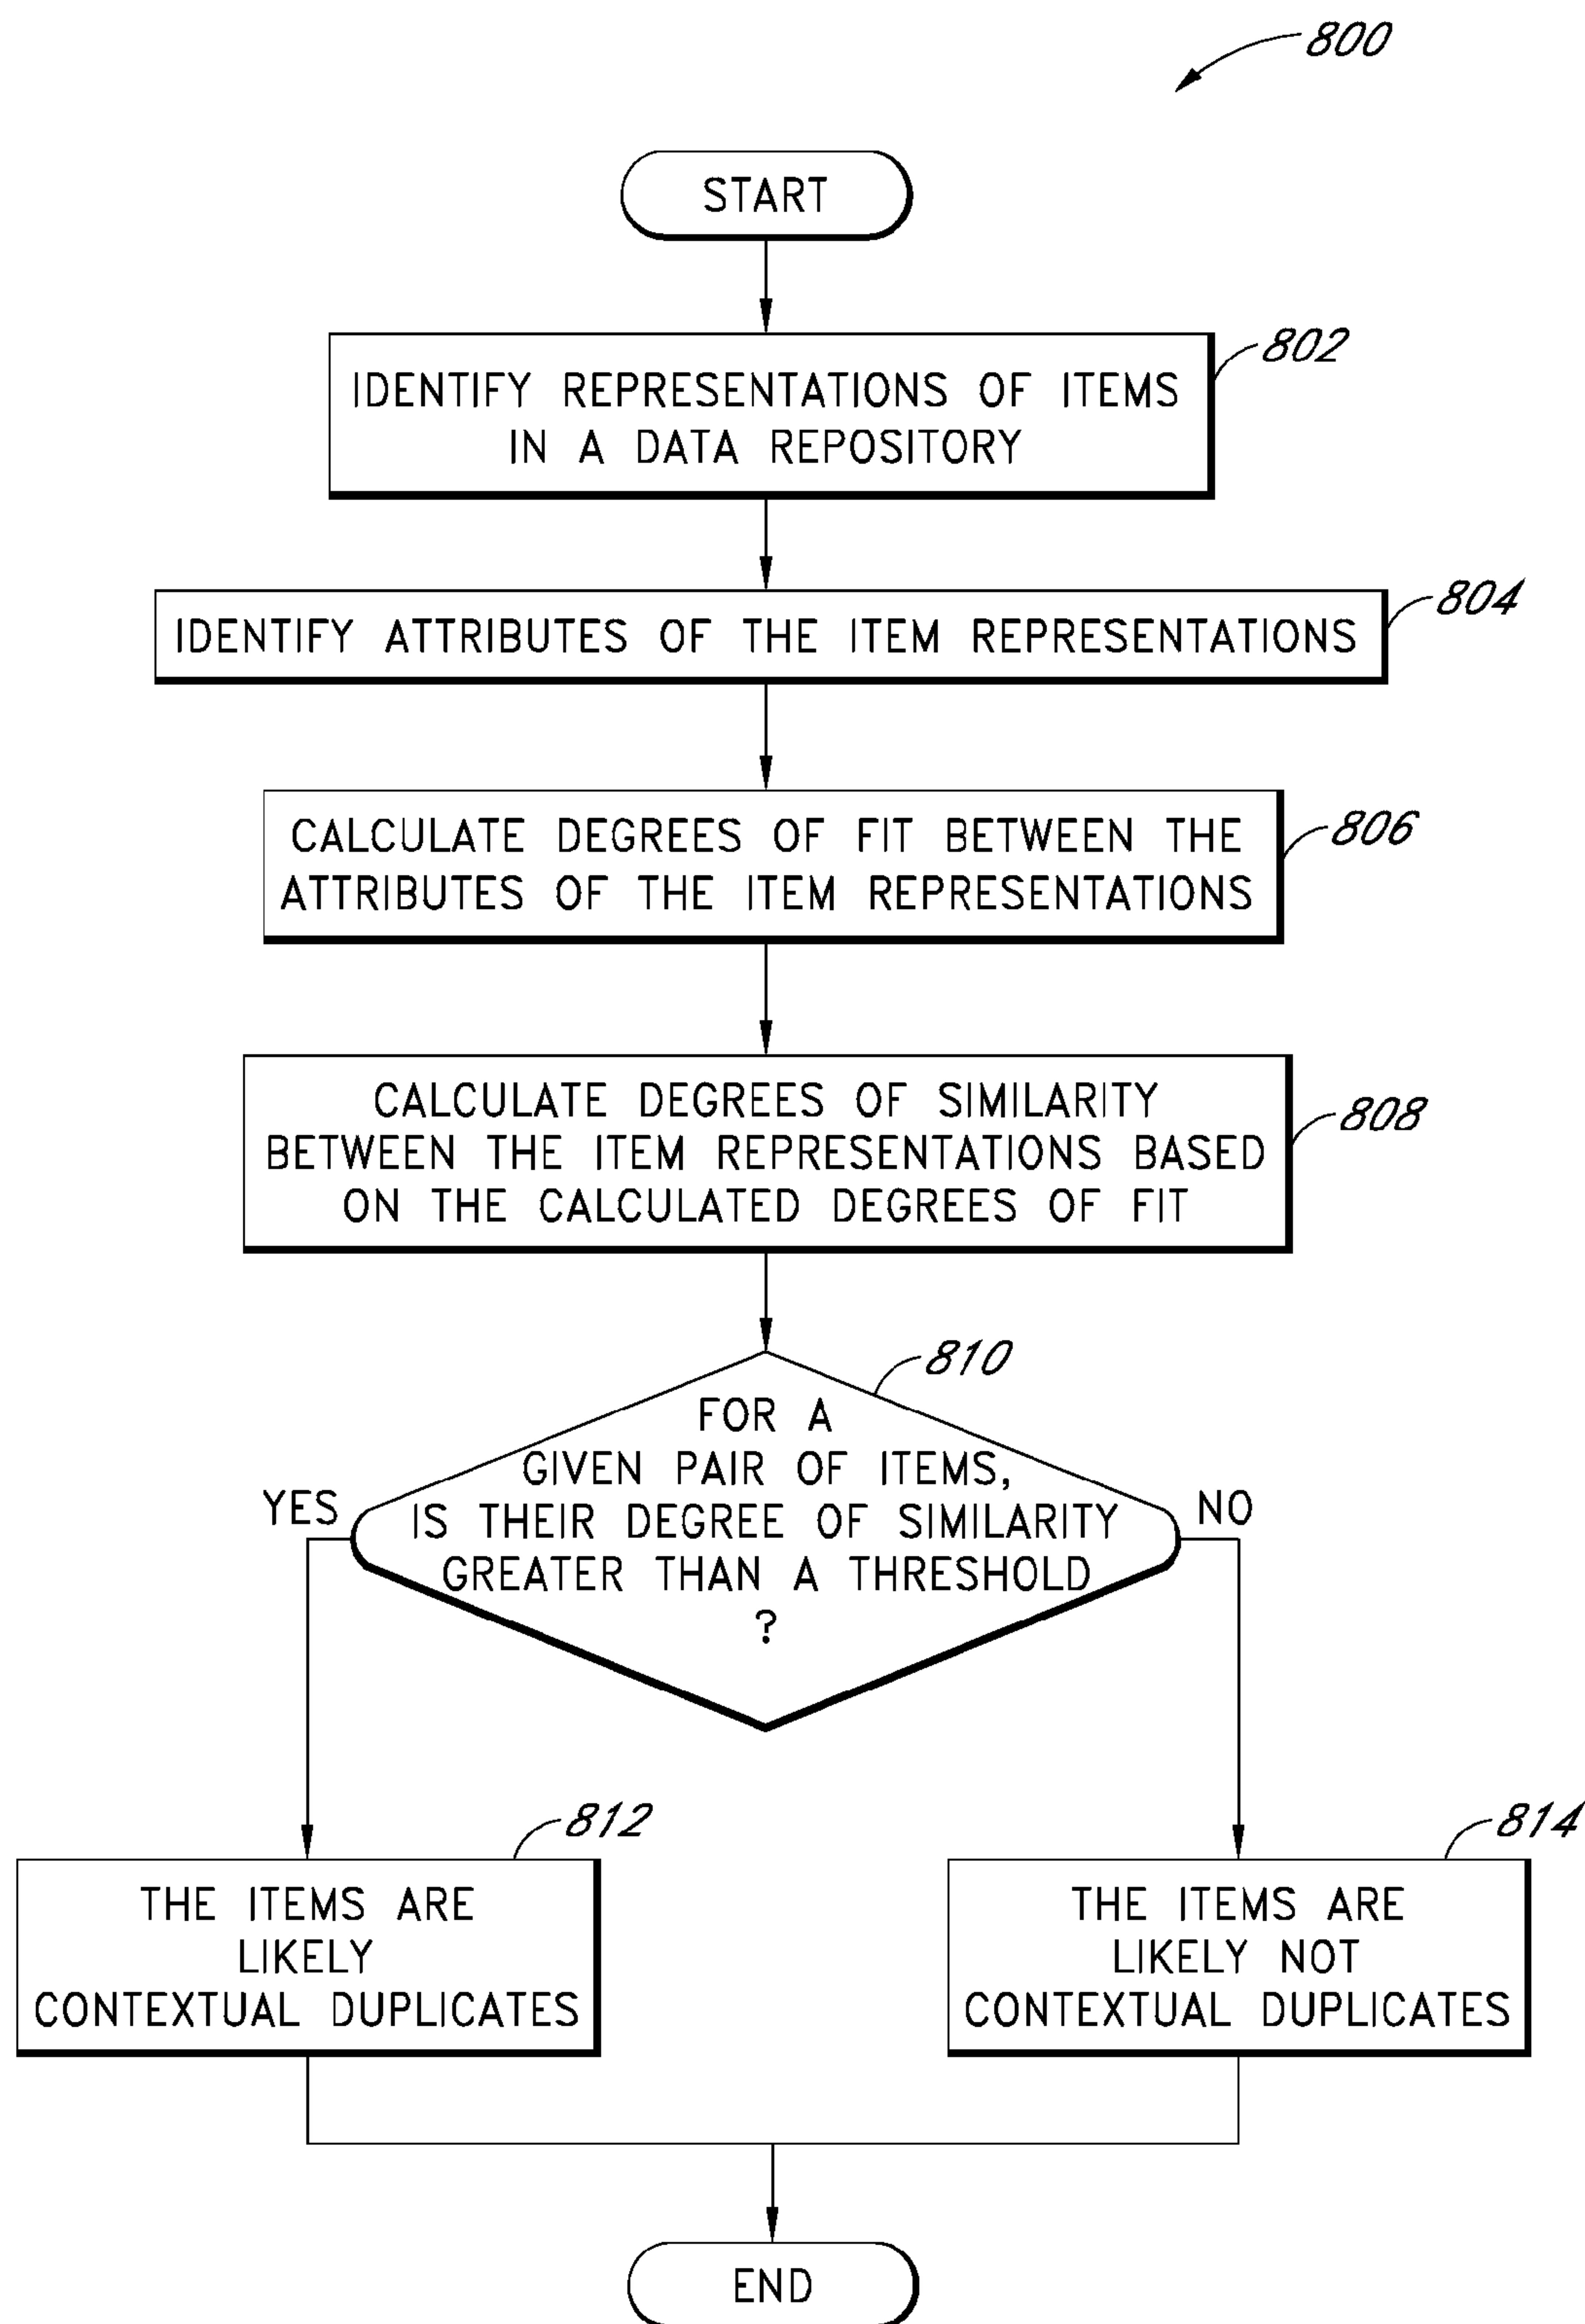 800
START
802
IDENTIFY REPRESENTATIONS OF ITEMS
IN A DATA REPOSITORY
804
IDENTIFY ATTRIBUTES OF THE ITEM REPRESENTATIONS
806
CALCULATE DEGREES OF FIT BETWEEN THE
ATTRIBUTES OF THE ITEM REPRESENTATIONS
808
CALCULATE DEGREES OF SIMILARITY
BETWEEN THE ITEM REPRESENTATIONS BASED
ON THE CALCULATED DEGREES OF FIT
810
FOR A
GIVEN PAIR OF ITEMS,
IS THEIR DEGREE OF SIMILARITY
GREATER THAN A THRESHOLD
?
YES
NO
812
THE ITEMS ARE
LIKELY
CONTEXTUAL DUPLICATES
814
THE ITEMS ARE
LIKELY NOT
CONTEXTUAL DUPLICATES
END